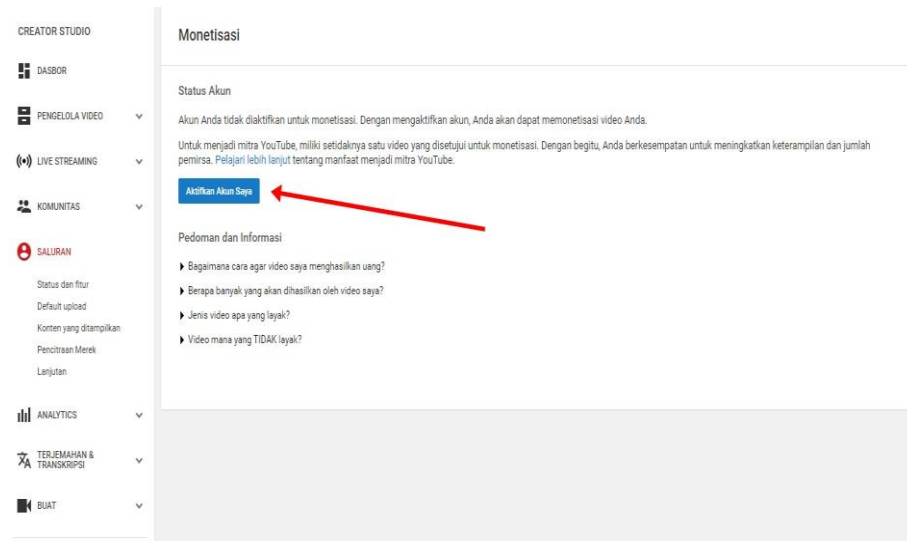 CREATOR STUDIO
DASBOR
PENGELOLA VIDEO
LIVE STREAMING
KOMUNITAS
SALURAN
Status dan fitur
Default upload
Konten yang ditampilkan
Pencitraan Merek
Lanjutan
ANALYTICS
TERJEMAHAN &
TRANSKRIPSI
BUAT
Monetisasi
Status Akun
Akun Anda tidak diaktifkan untuk monetisasi. Dengan mengaktifkan akun, Anda akan dapat memonetisasi video Anda.
Untuk menjadi mitra YouTube, miliki setidaknya satu video yang disetujui untuk monetisasi. Dengan begitu, Anda berkesempatan untuk meningkatkan keterampilan dan jumlah
pemirsa. Pelajari lebih lanjut tentang manfaat menjadi mitra YouTube.
Aktifkan Akun Saya
Pedoman dan Informasi
Bagaimana cara agar video saya menghasilkan uang?
Berapa banyak yang akan dihasilkan oleh video saya?
Jenis video apa yang layak?
Video mana yang TIDAK layak?